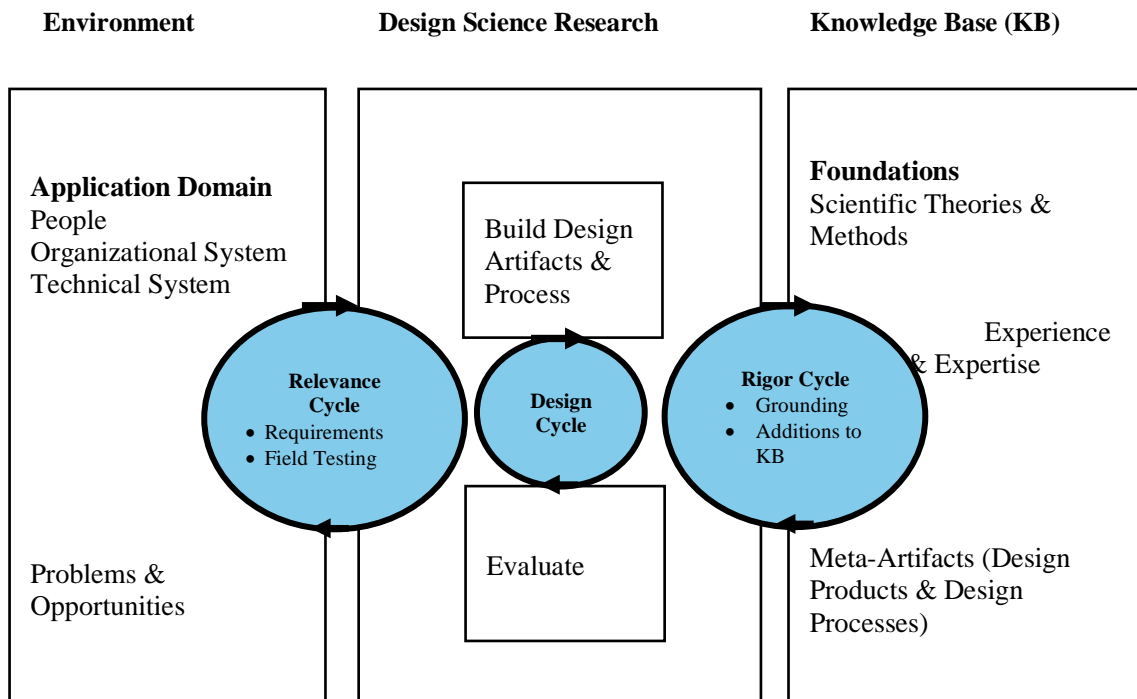 Environment
Design Science Research
Knowledge Base (KB)
Application Domain
People
Organizational System
Technical System
Problems &
Opportunities
Relevance
Cycle
• Requirements
• Field Testing
Build Design
Artifacts &
Process
Design
Cycle
Evaluate
Rigor Cycle
• Grounding
• Additions to
KB
Foundations
Scientific Theories &
Methods
Experience
& Expertise
Meta-Artifacts (Design
Products & Design
Processes)